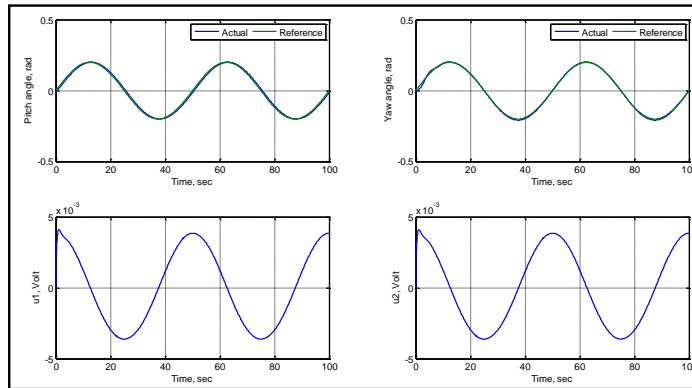 0.5
Actual Reference
Pitch angle, rad
0
-0.5
0 20 40 60 80 100
Time, sec
0.5
Actual Reference
Yaw angle, rad
0
-0.5
0 20 40 60 80 100
Time, sec
x 10^-3
5
u1, Volt
0
-5
0 20 40 60 80 100
Time, sec
x 10^-3
5
u2, Volt
0
-5
0 20 40 60 80 100
Time, sec